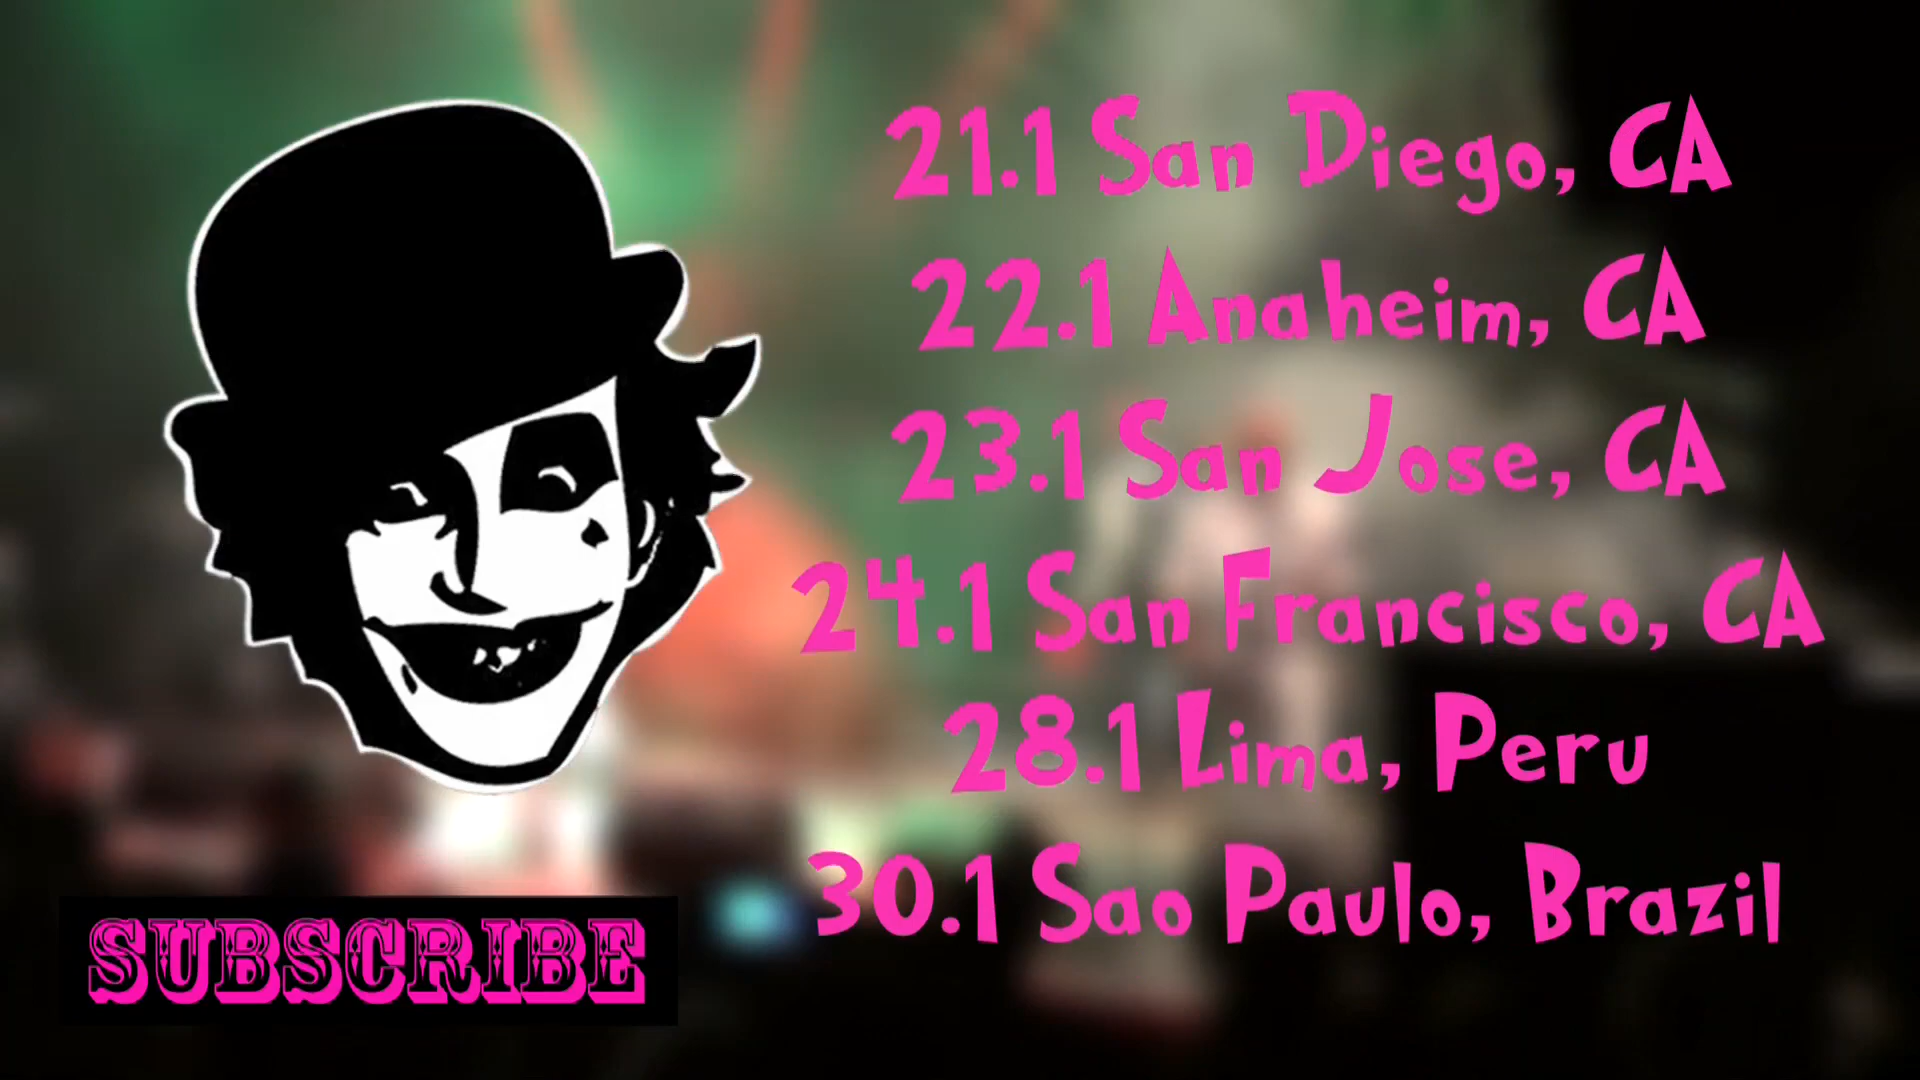 21.1 San Diego, CA
22.1 Anaheim, CA
23.1 San Jose, CA
24.1 San Francisco, CA
28.1 Lima, Peru
30.1 Sao Paulo, Brazil
SUBSCRIBE